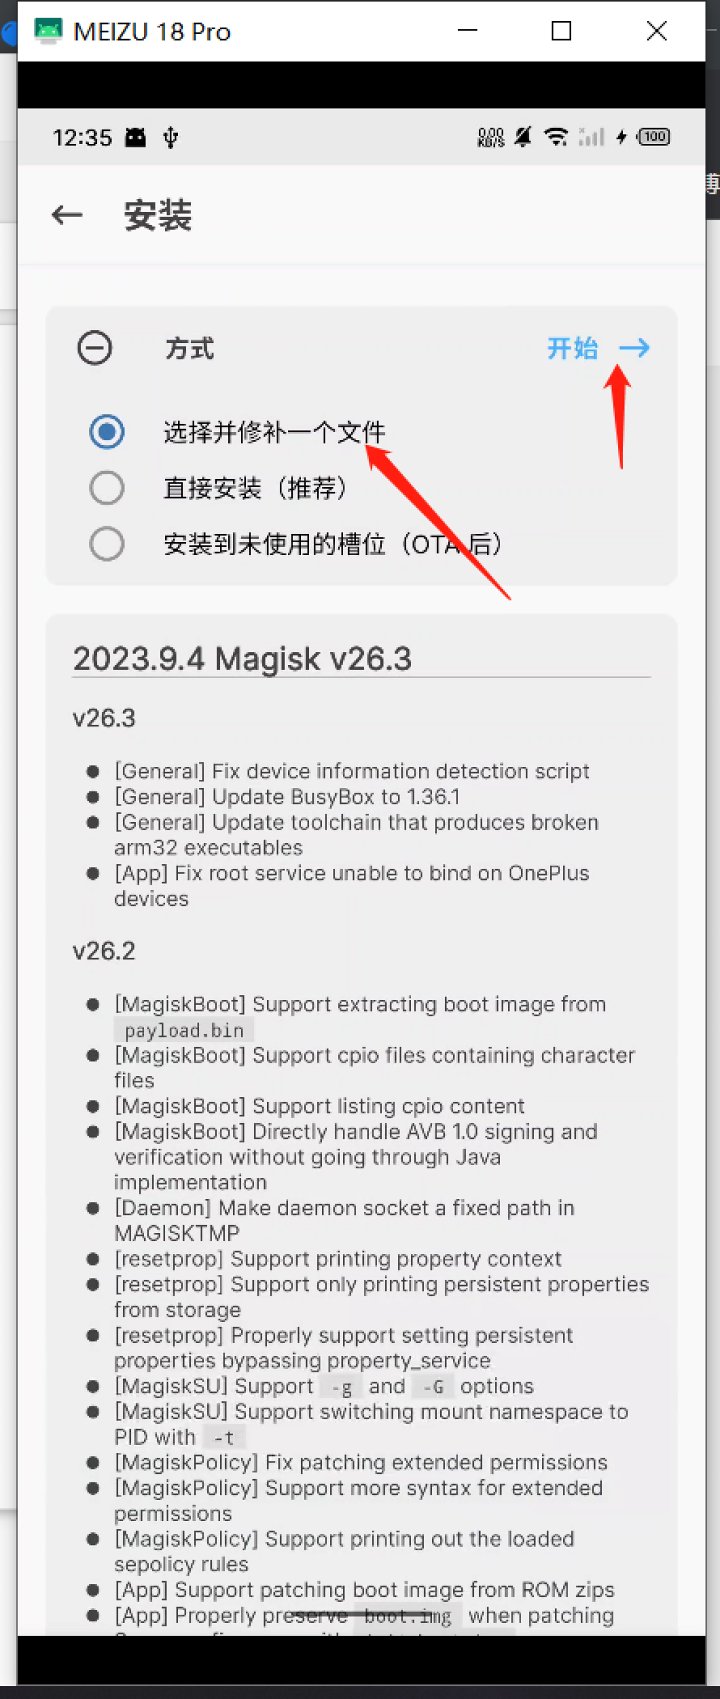 MEIZU 18 Pro
12:35
0.00
KB/S
100
安装
方式
开始
选择并修补一个文件
直接安装（推荐）
安装到未使用的槽位（OTA 后）
2023.9.4 Magisk v26.3
v26.3
[General] Fix device information detection script
[General] Update BusyBox to 1.36.1
[General] Update toolchain that produces broken
arm32 executables
[App] Fix root service unable to bind on OnePlus
devices
v26.2
[MagiskBoot] Support extracting boot image from
payload.bin
[MagiskBoot] Support cpio files containing character
files
[MagiskBoot] Support listing cpio content
[MagiskBoot] Directly handle AVB 1.0 signing and
verification without going through Java
implementation
[Daemon] Make daemon socket a fixed path in
MAGISKTMP
[resetprop] Support printing property context
[resetprop] Support only printing persistent properties
from storage
[resetprop] Properly support setting persistent
properties bypassing property_service
[MagiskSU] Support -g and -G options
[MagiskSU] Support switching mount namespace to
PID with -t
[MagiskPolicy] Fix patching extended permissions
[MagiskPolicy] Support more syntax for extended
permissions
[MagiskPolicy] Support printing out the loaded
sepolicy rules
[App] Support patching boot image from ROM zips
[App] Properly preserve boot.img when patching